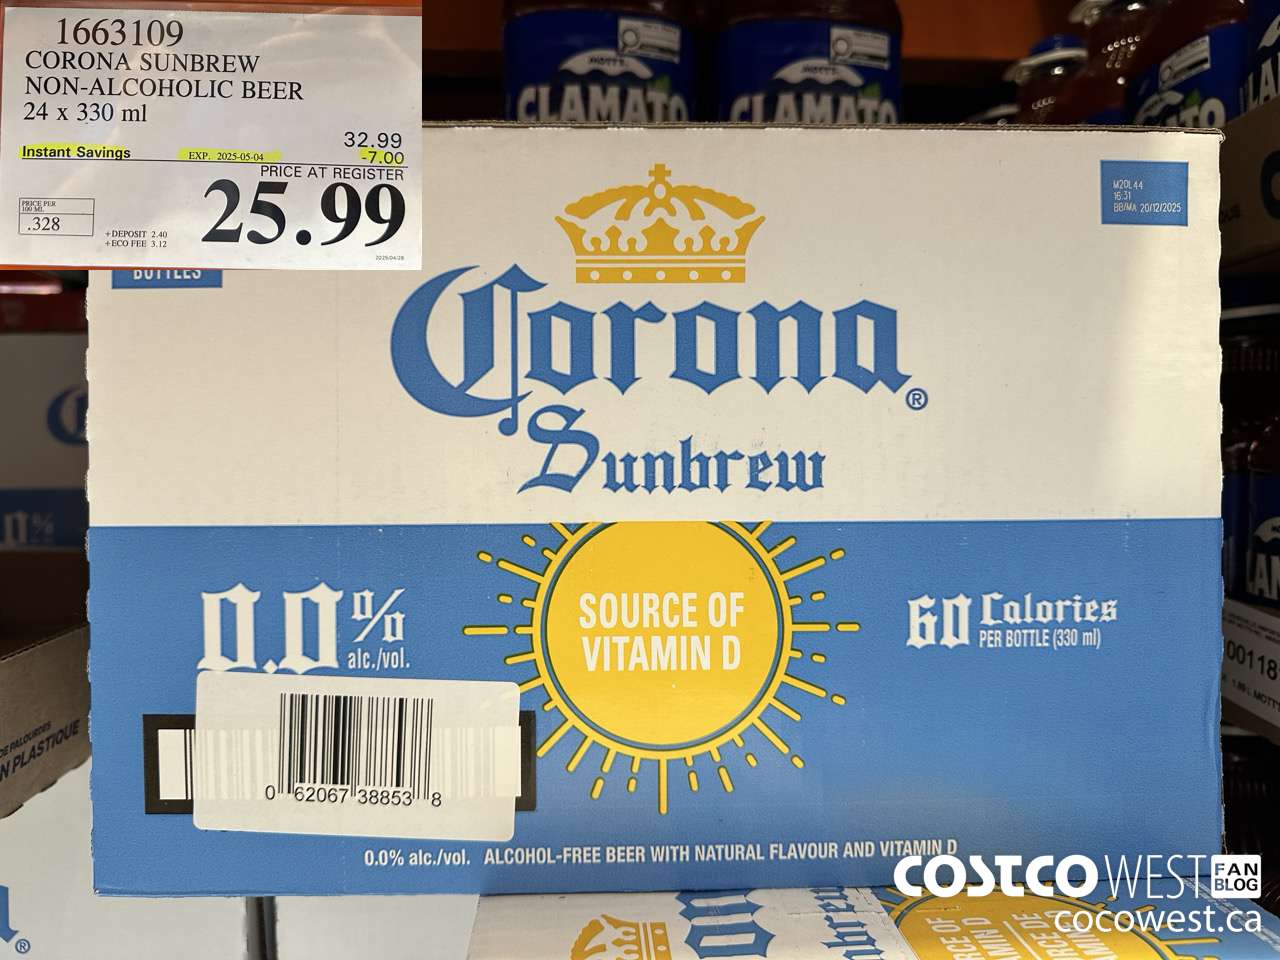 1663109
CORONA SUNBREW
NON-ALCOHOLIC BEER
24 x 330 ml
32.99
Instant Savings EXP. 2025-05-04 -7.00
PRICE AT REGISTER
25.99
PRICE PER
100 ML
.328
+DEPOSIT 2.40
+ECO FEE 3.12
2025/04/28
MOTT'S
CLAMATO
MOTT'S
CLAMATO
BOTTLES
M20L44
16:31
BB/MA 20/12/2025
Corona®
Sunbrew
0.0%
alc./vol.
SOURCE OF
VITAMIN D
60 Calories
PER BOTTLE (330 ml)
0 62067 38853 8
0.0% alc./vol. ALCOHOL-FREE BEER WITH NATURAL FLAVOUR AND VITAMIN D
N PLASTIQUE
00118
COSTCO WEST FAN BLOG
cocowest.ca